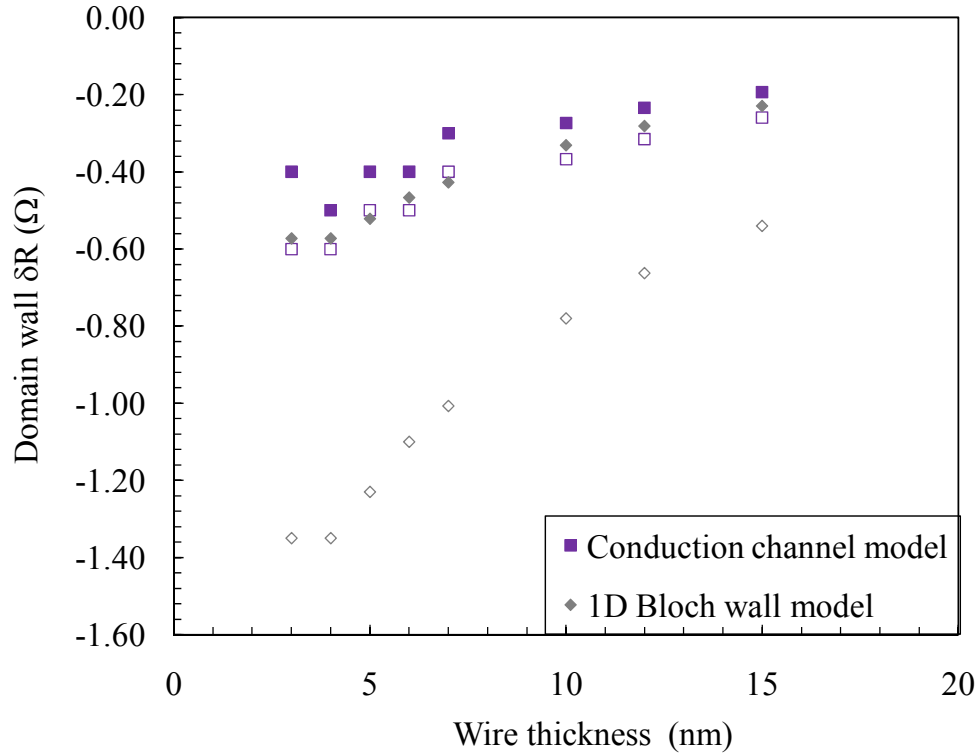 0.00
-0.20
-0.40
-0.60
-0.80
-1.00
-1.20
-1.40
-1.60
Domain wall δR (Ω)
Conduction channel model
1D Bloch wall model
0 5 10 15 20
Wire thickness (nm)